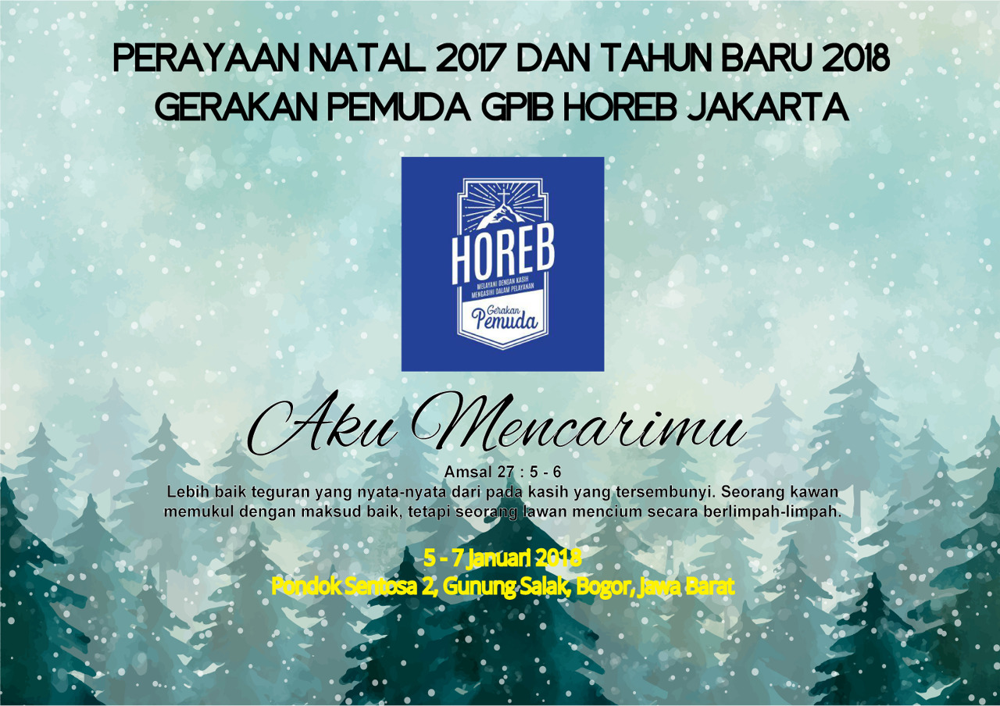 PERAYAAN NATAL 2017 DAN TAHUN BARU 2018
GERAKAN PEMUDA GPIB HOREB JAKARTA
HOREB
MELAYANI DENGAN KASIH
MENGASIHI DALAM PELAYANAN
Gerakan
Pemuda
Aku Mencarimu
Amsal 27 : 5 - 6
Lebih baik teguran yang nyata-nyata dari pada kasih yang tersembunyi. Seorang kawan
memukul dengan maksud baik, tetapi seorang lawan mencium secara berlimpah-limpah.
5 - 7 Januari 2018
Pondok Sentosa 2, Gunung Salak, Bogor, Jawa Barat